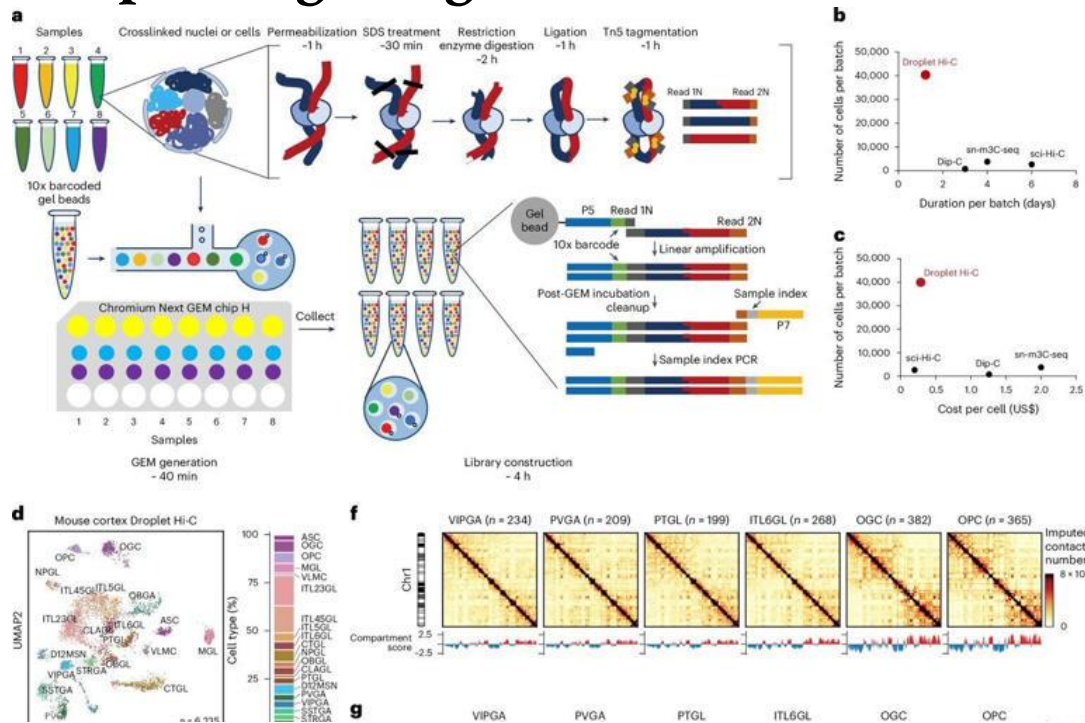 a
Samples
1 2 3 4
5 6 7 8
10x barcoded
gel beads
Crosslinked nuclei or cells
Permeabilization
~1 h
SDS treatment
~30 min
Restriction
enzyme digestion
~2 h
Ligation
~1 h
Tn5 tagmentation
~1 h
Read 1N Read 2N
Chromium Next GEM chip H
1 2 3 4 5 6 7 8
Samples
GEM generation
~ 40 min
Collect
Gel
bead
P5 Read 1N
Read 2N
10x barcode
Linear amplification
Post-GEM incubation
cleanup
Sample index
P7
Sample index PCR
Library construction
~ 4 h
b
Number of cells per batch
50,000
40,000
30,000
20,000
10,000
0
Droplet Hi-C
Dip-C
sn-m3C-seq
sci-Hi-C
0 2 4 6 8
Duration per batch (days)
c
Number of cells per batch
50,000
40,000
30,000
20,000
10,000
0
Droplet Hi-C
sci-Hi-C
Dip-C
sn-m3C-seq
0 0.5 1.0 1.5 2.0 2.5
Cost per cell (US$)
d
Mouse cortex Droplet Hi-C
UMAP2
OPC
OGC
NPGL
ITL45GL
ITL5GL
OBGA
ITL23GL
CLAGL
ITL6GL
PTGL
ASC
D12MSN
VLMC
MGL
STRGA
OBGL
VIPGA
SSTGA
CTGL
Cell type (%)
100
75
50
25
ASC
OGC
OPC
MGL
VLMC
ITL23GL
ITL45GL
ITL5GL
ITL6GL
CTGL
NPGL
OBGL
CLAGL
PTGL
D12MSN
PVGA
VIPGA
SSTGA
STRGA
f
VIPGA (n = 234) PVGA (n = 209) PTGL (n = 199) ITL6GL (n = 268) OGC (n = 382) OPC (n = 365)
Chr1
Compartment
score
2.5
-2.5
contact
number
0
g
VIPGA PVGA PTGL ITL6GL OGC OPC